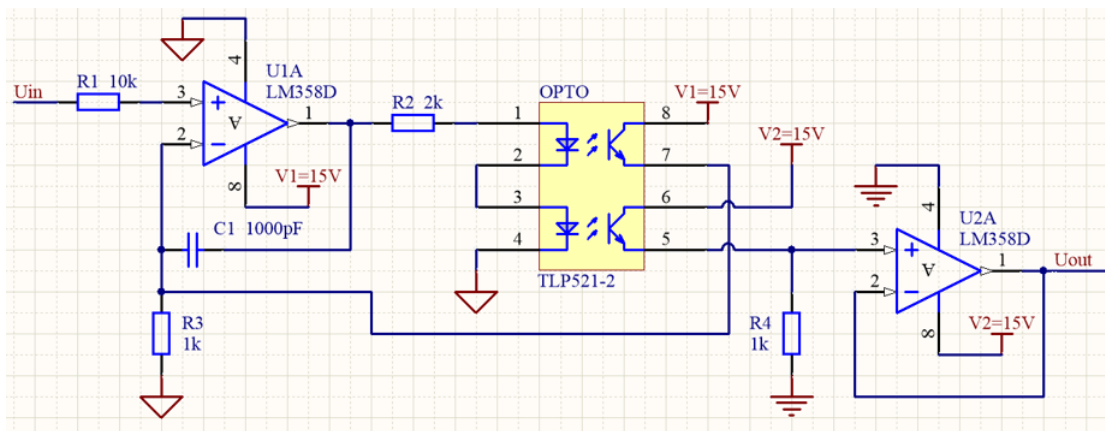 Uin
R1 10k
3
2
4
+
A
−
8
U1A
LM358D
1
V1=15V
C1 1000pF
R2 2k
R3
1k
OPTO
1
2
3
4
8
7
6
5
TLP521-2
V1=15V
V2=15V
R4
1k
3
2
4
+
A
−
8
U2A
LM358D
1
Uout
V2=15V